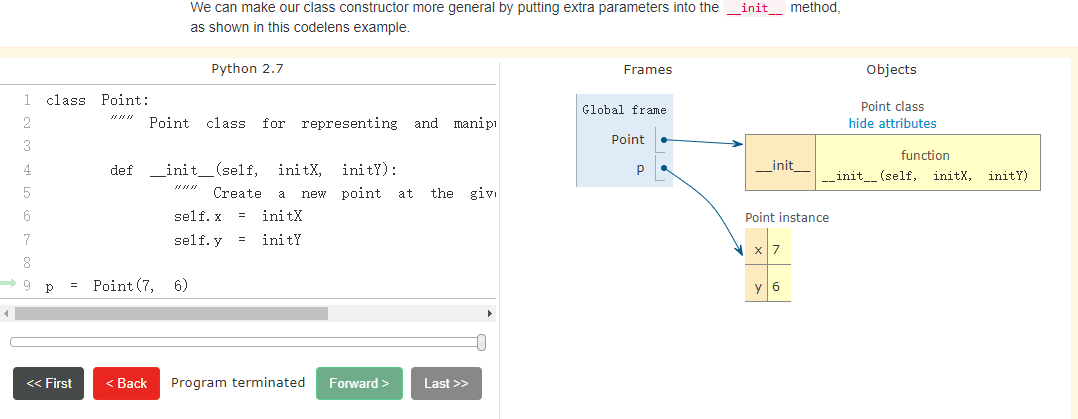 We can make our class constructor more general by putting extra parameters into the __init__ method,
as shown in this codelens example.
Python 2.7
1 class Point:
2 """ Point class for representing and
3
4 def __init__(self, initX, initY):
5 """ Create a new point at the
6 self.x = initX
7 self.y = initY
8
9 p = Point(7, 6)
<< First
< Back
Program terminated
Forward >
Last >>
Frames
Objects
Global frame
Point
p
Point class
hide attributes
__init__
function
__init__(self, initX, initY)
Point instance
x 7
y 6